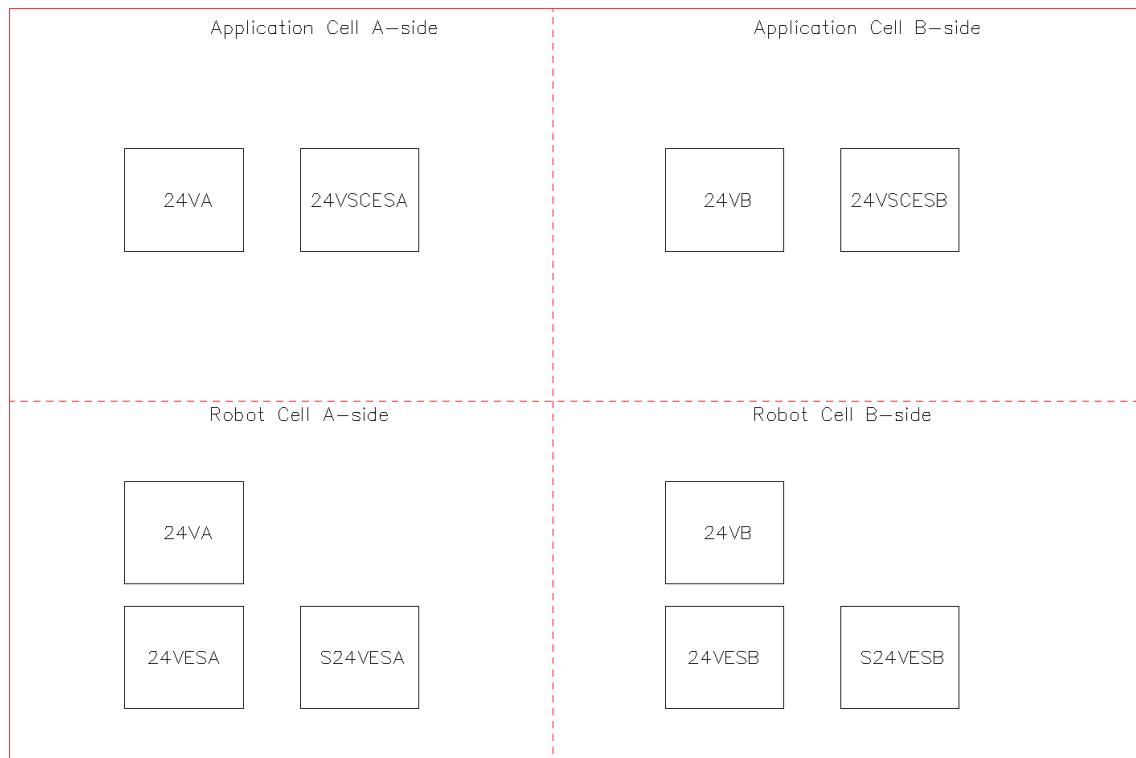 Application Cell A-side
Application Cell B-side
24VA
24VSCESA
24VB
24VSCESB
Robot Cell A-side
Robot Cell B-side
24VA
24VB
24VESA
S24VESA
24VESB
S24VESB